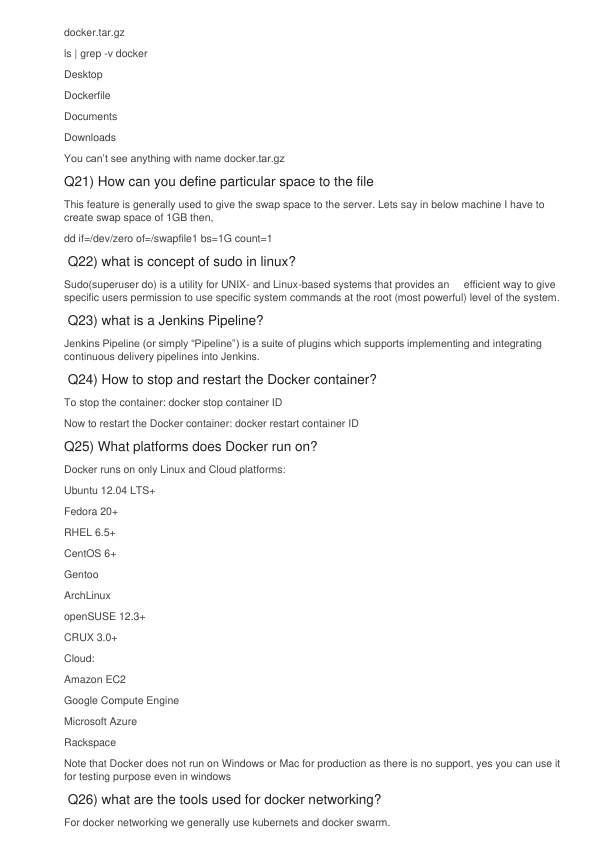 docker.tar.gz
ls | grep -v docker
Desktop
Dockerfile
Documents
Downloads
You can’t see anything with name docker.tar.gz
Q21) How can you define particular space to the file
This feature is generally used to give the swap space to the server. Lets say in below machine I have to
create swap space of 1GB then,
dd if=/dev/zero of=/swapfile1 bs=1G count=1
Q22) what is concept of sudo in linux?
Sudo(superuser do) is a utility for UNIX- and Linux-based systems that provides an efficient way to give
specific users permission to use specific system commands at the root (most powerful) level of the system.
Q23) what is a Jenkins Pipeline?
Jenkins Pipeline (or simply “Pipeline”) is a suite of plugins which supports implementing and integrating
continuous delivery pipelines into Jenkins.
Q24) How to stop and restart the Docker container?
To stop the container: docker stop container ID
Now to restart the Docker container: docker restart container ID
Q25) What platforms does Docker run on?
Docker runs on only Linux and Cloud platforms:
Ubuntu 12.04 LTS+
Fedora 20+
RHEL 6.5+
CentOS 6+
Gentoo
ArchLinux
openSUSE 12.3+
CRUX 3.0+
Cloud:
Amazon EC2
Google Compute Engine
Microsoft Azure
Rackspace
Note that Docker does not run on Windows or Mac for production as there is no support, yes you can use it
for testing purpose even in windows
Q26) what are the tools used for docker networking?
For docker networking we generally use kubernets and docker swarm.